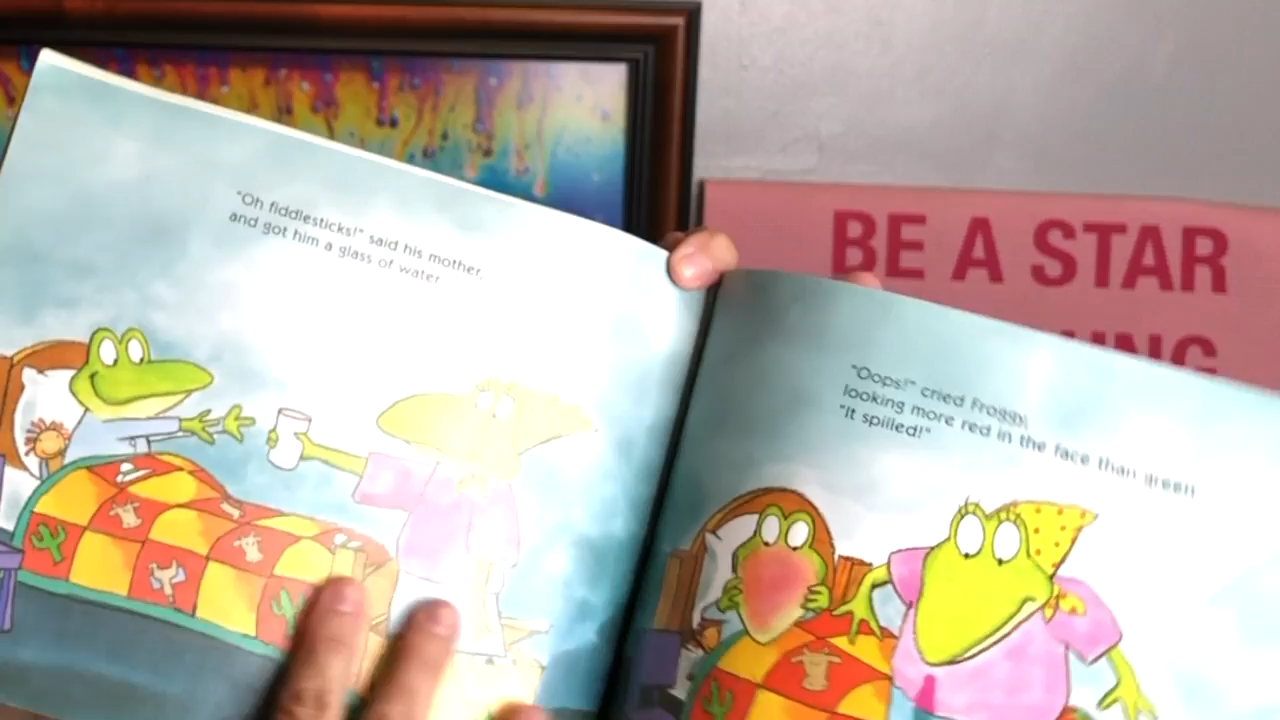 "Oh fiddlesticks!" said his mother,
and got him a glass of water.
BE A STAR
"Oops!" cried Froggy,
looking more red in the face than green.
"It spilled!"